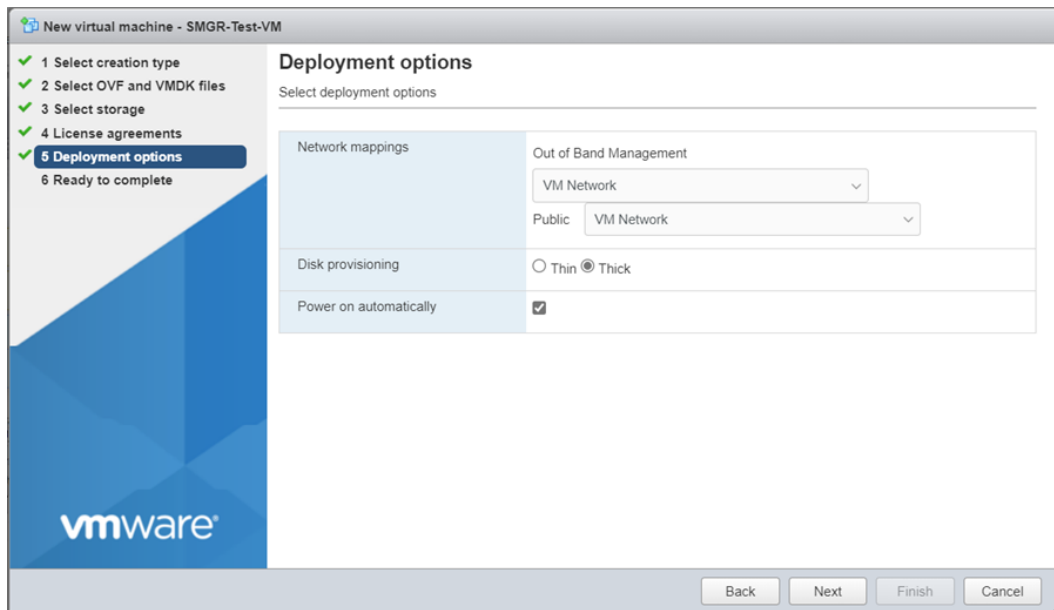 New virtual machine - SMGR-Test-VM
1 Select creation type
2 Select OVF and VMDK files
3 Select storage
4 License agreements
5 Deployment options
6 Ready to complete
vmware®
Deployment options
Select deployment options
Network mappings
Out of Band Management
VM Network
Public VM Network
Disk provisioning
Thin Thick
Power on automatically
Back Next Finish Cancel